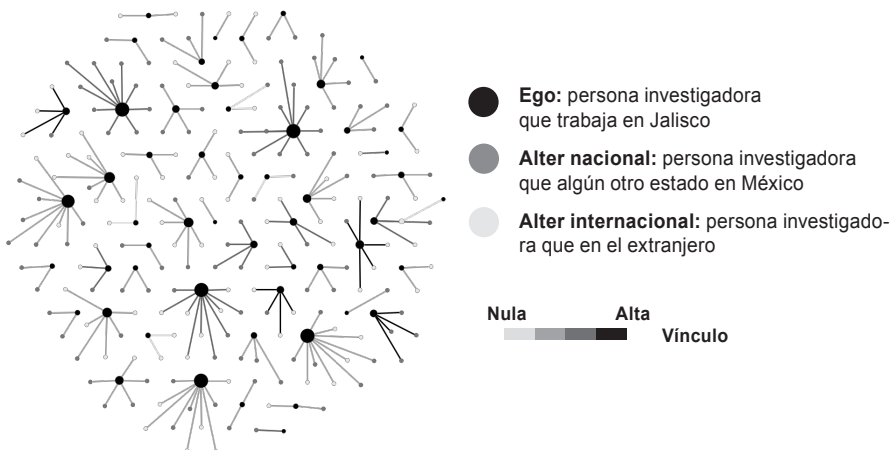 Ego: persona investigadora
que trabaja en Jalisco
Alter nacional: persona investigadora
que algún otro estado en México
Alter internacional: persona investigado-
ra que en el extranjero
Nula Alta
Vínculo